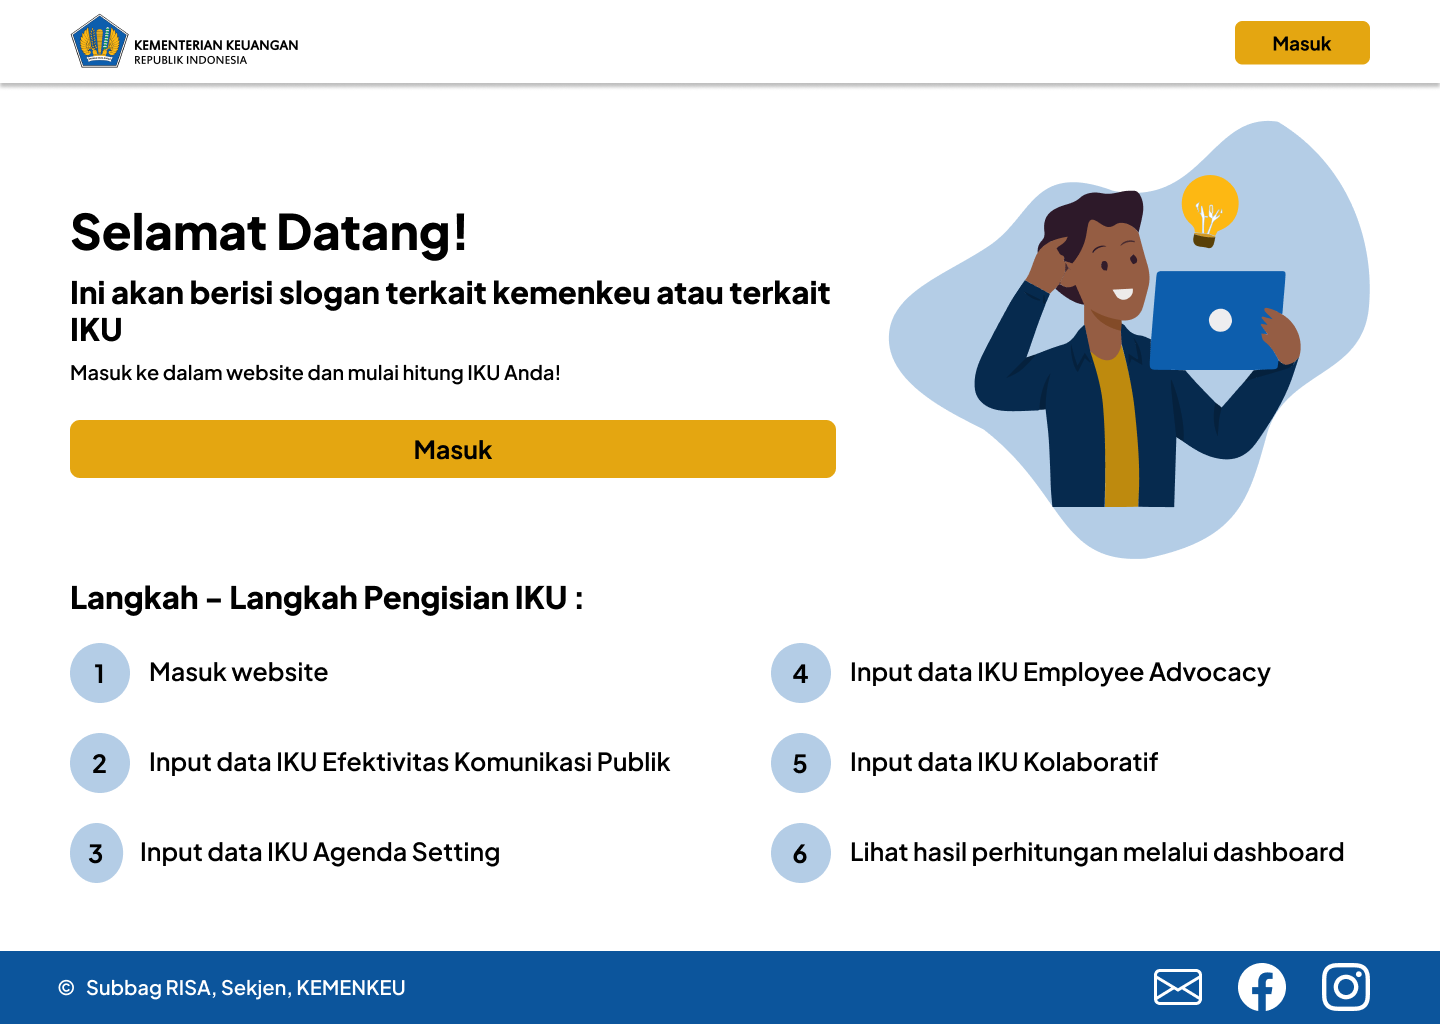 KEMENTERIAN KEUANGAN
REPUBLIK INDONESIA
Masuk
Selamat Datang!
Ini akan berisi slogan terkait kemenkeu atau terkait
IKU
Masuk ke dalam website dan mulai hitung IKU Anda!
Masuk
Langkah - Langkah Pengisian IKU :
1 Masuk website
2 Input data IKU Efektivitas Komunikasi Publik
3 Input data IKU Agenda Setting
4 Input data IKU Employee Advocacy
5 Input data IKU Kolaboratif
6 Lihat hasil perhitungan melalui dashboard
© Subbag RISA, Sekjen, KEMENKEU